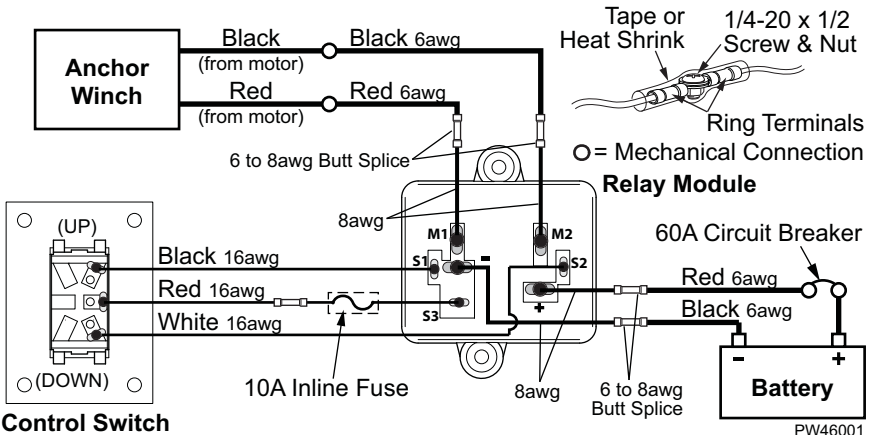 Anchor
Winch
Black
(from motor)
Black 6awg
Red
(from motor)
Red 6awg
Tape or
Heat Shrink
1/4-20 x 1/2
Screw & Nut
Ring Terminals
= Mechanical Connection
6 to 8awg Butt Splice
Relay Module
8awg
M1
M2
S1
-
S2
+
S3
60A Circuit Breaker
Red 6awg
Black 6awg
(UP)
Black 16awg
Red 16awg
White 16awg
(DOWN)
10A Inline Fuse
8awg
6 to 8awg
Butt Splice
- +
Battery
Control Switch
PW46001